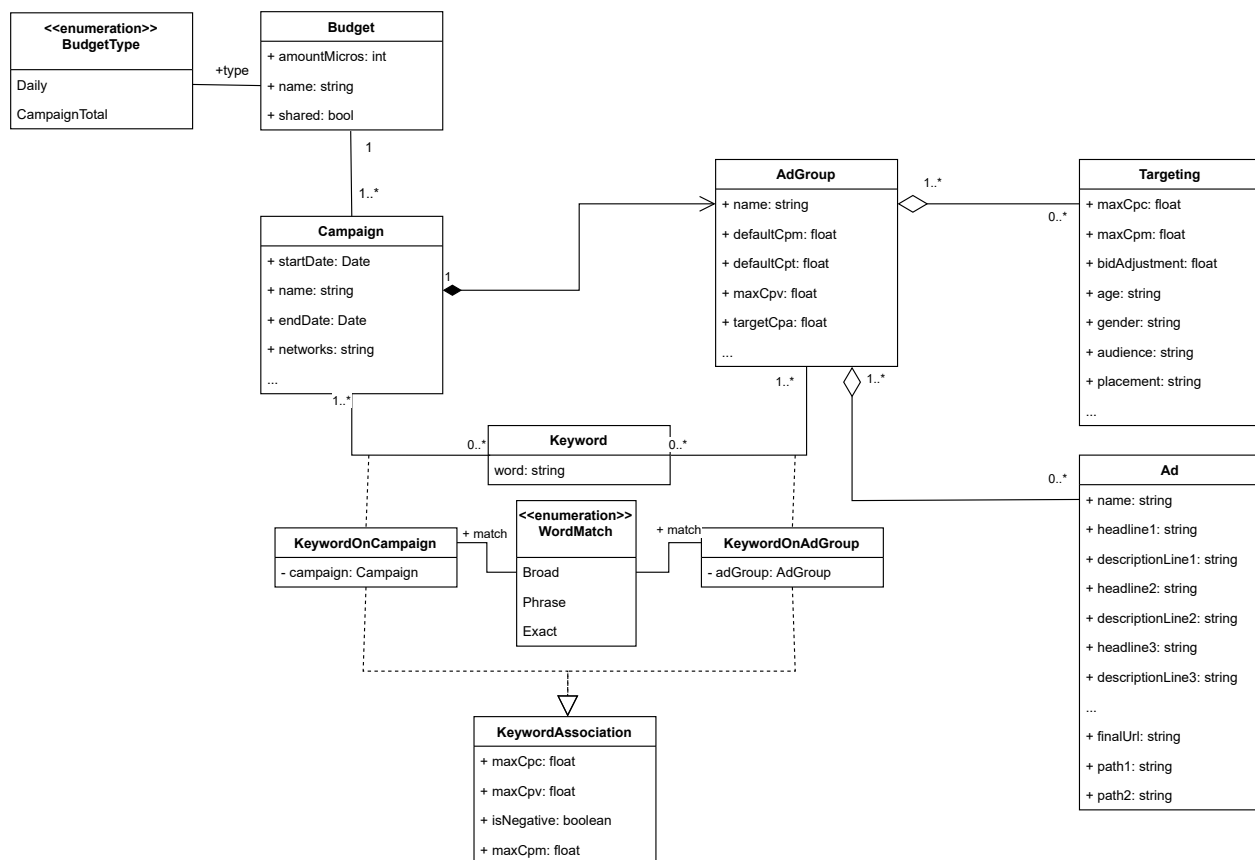 <<enumeration>>
BudgetType
Daily
CampaignTotal
+type
Budget
+ amountMicros: int
+ name: string
+ shared: bool
1
1..*
Campaign
+ startDate: Date
+ name: string
+ endDate: Date
+ networks: string
...
1
1..*
AdGroup
+ name: string
+ defaultCpm: float
+ defaultCpt: float
+ maxCpv: float
+ targetCpa: float
...
1..*
0..*
1..*
1..*
Targeting
+ maxCpc: float
+ maxCpm: float
+ bidAdjustment: float
+ age: string
+ gender: string
+ audience: string
+ placement: string
...
0..*
Keyword
0..*
word: string
0..*
Ad
+ name: string
+ headline1: string
+ descriptionLine1: string
+ headline2: string
+ descriptionLine2: string
+ headline3: string
+ descriptionLine3: string
...
+ finalUrl: string
+ path1: string
+ path2: string
KeywordOnCampaign
- campaign: Campaign
+ match
<<enumeration>>
WordMatch
Broad
Phrase
Exact
+ match
KeywordOnAdGroup
- adGroup: AdGroup
KeywordAssociation
+ maxCpc: float
+ maxCpv: float
+ isNegative: boolean
+ maxCpm: float